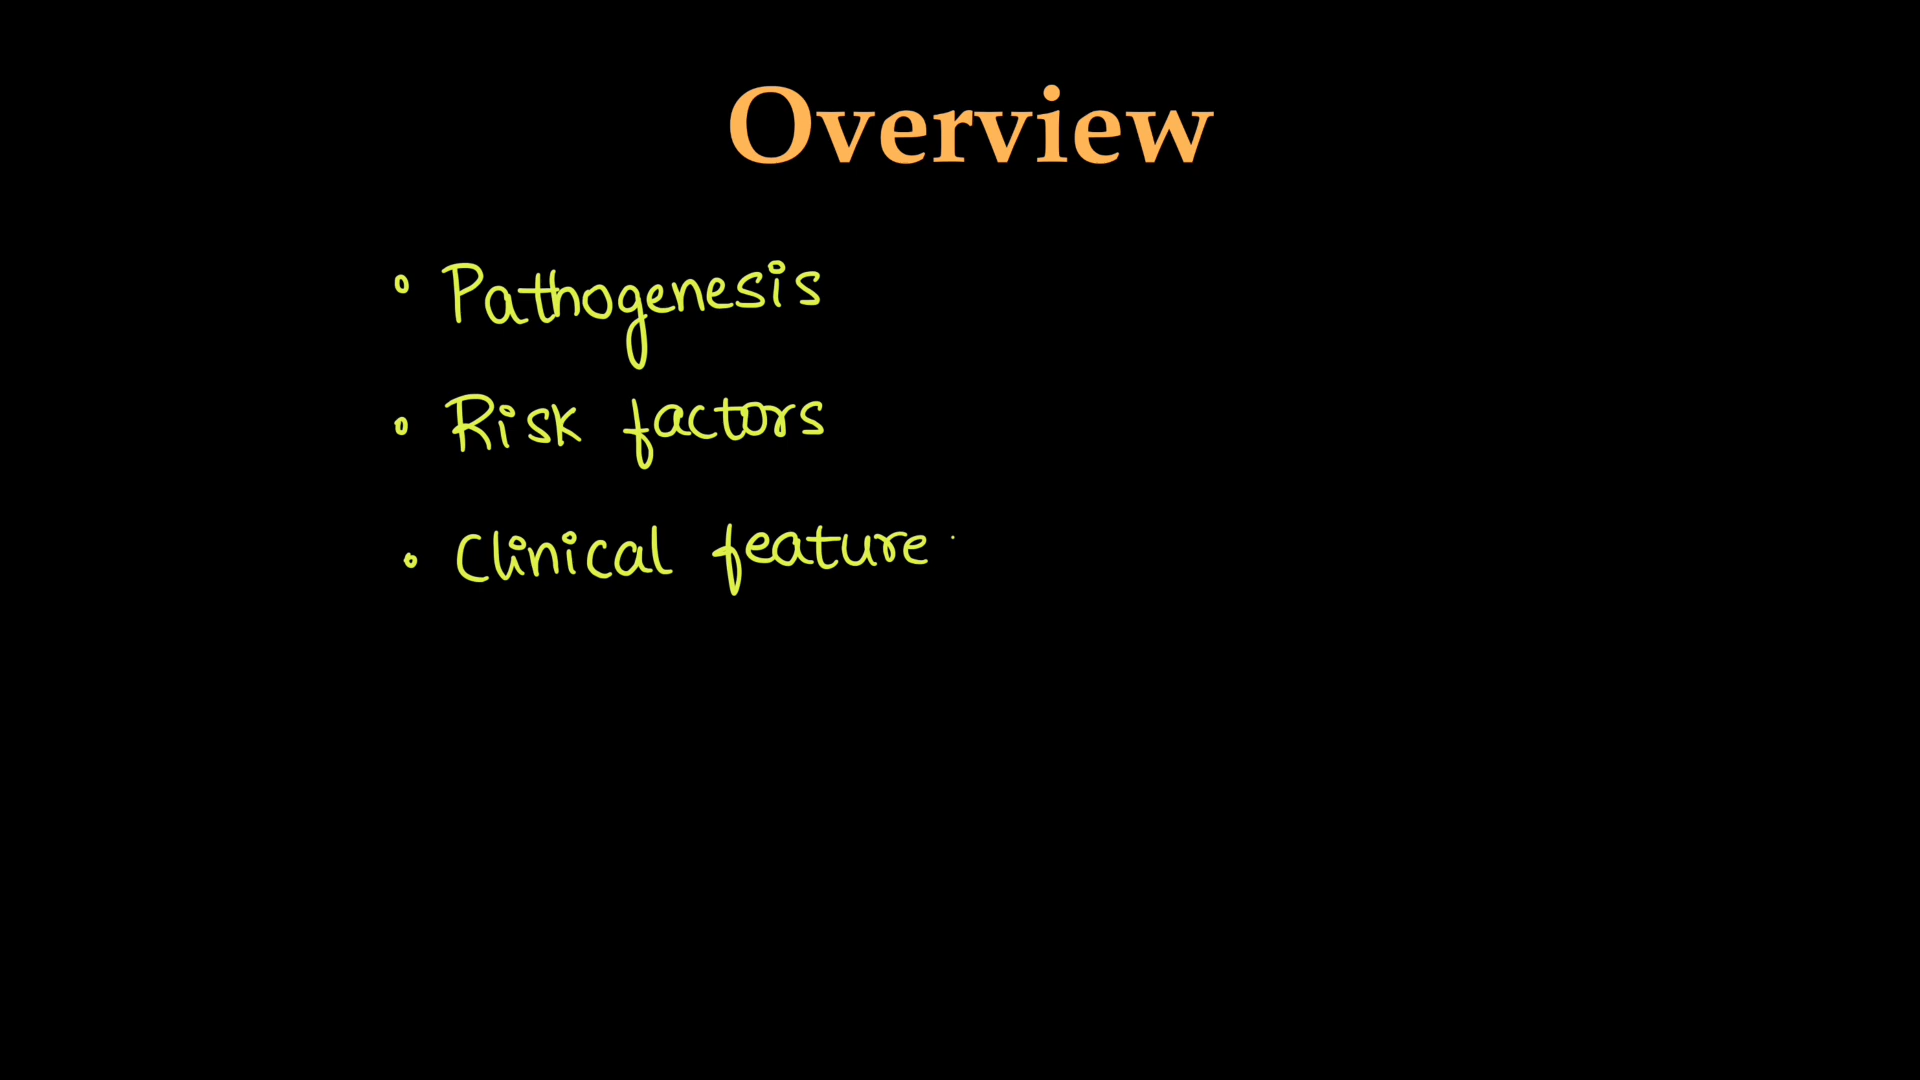 Overview
• Pathogenesis
• Risk factors
• Clinical feature